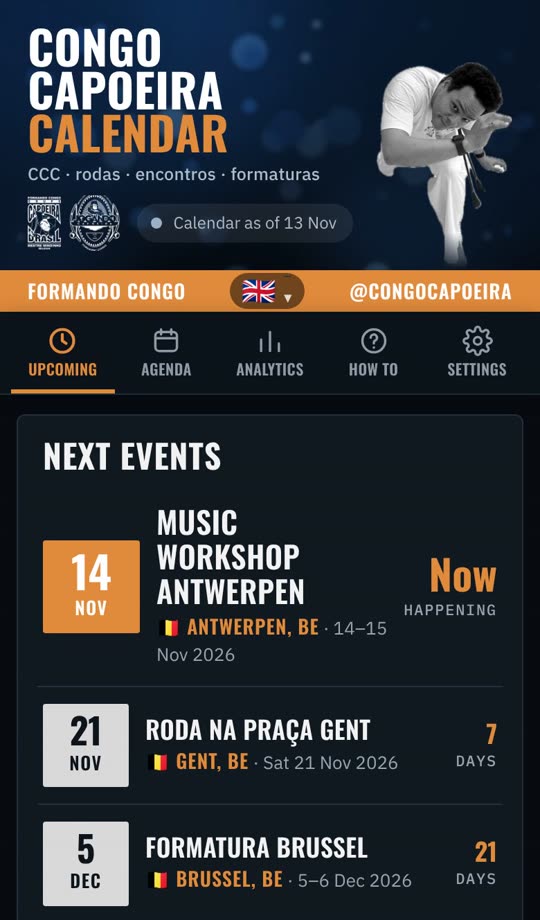 CONGO
CAPOEIRA
CALENDAR
CCC · rodas · encontros · formaturas
CAPOEIRA
BRASIL
Calendar as of 13 Nov
FORMANDO CONGO
@CONGOCAPOEIRA
UPCOMING
AGENDA
ANALYTICS
HOW TO
SETTINGS
NEXT EVENTS
14
NOV
MUSIC
WORKSHOP
ANTWERPEN
ANTWERPEN, BE · 14–15
Nov 2026
Now
HAPPENING
21
NOV
RODA NA PRAÇA GENT
GENT, BE · Sat 21 Nov 2026
7
DAYS
5
DEC
FORMATURA BRUSSEL
BRUSSEL, BE · 5–6 Dec 2026
21
DAYS